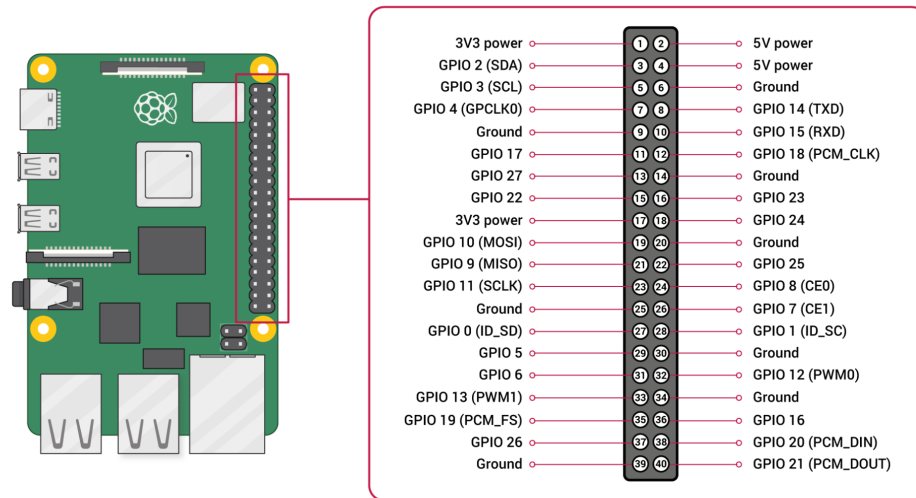 3V3 power 1 2 5V power
GPIO 2 (SDA) 3 4 5V power
GPIO 3 (SCL) 5 6 Ground
GPIO 4 (GPCLK0) 7 8 GPIO 14 (TXD)
Ground 9 10 GPIO 15 (RXD)
GPIO 17 11 12 GPIO 18 (PCM_CLK)
GPIO 27 13 14 Ground
GPIO 22 15 16 GPIO 23
3V3 power 17 18 GPIO 24
GPIO 10 (MOSI) 19 20 Ground
GPIO 9 (MISO) 21 22 GPIO 25
GPIO 11 (SCLK) 23 24 GPIO 8 (CE0)
Ground 25 26 GPIO 7 (CE1)
GPIO 0 (ID_SD) 27 28 GPIO 1 (ID_SC)
GPIO 5 29 30 Ground
GPIO 6 31 32 GPIO 12 (PWM0)
GPIO 13 (PWM1) 33 34 Ground
GPIO 19 (PCM_FS) 35 36 GPIO 16
GPIO 26 37 38 GPIO 20 (PCM_DIN)
Ground 39 40 GPIO 21 (PCM_DOUT)